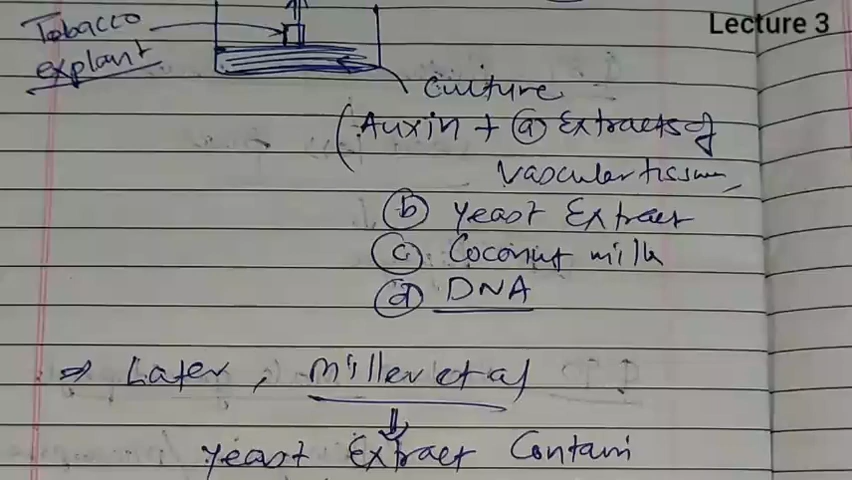 Lecture 3
Tobacco
explant
Culture
(Auxin + (a) Extracts of
vascular tissue
(b) Yeast Extract
(c) Coconut milk
(d) DNA
⇒ Later, Miller et al
⇓
Yeast Extract Contain